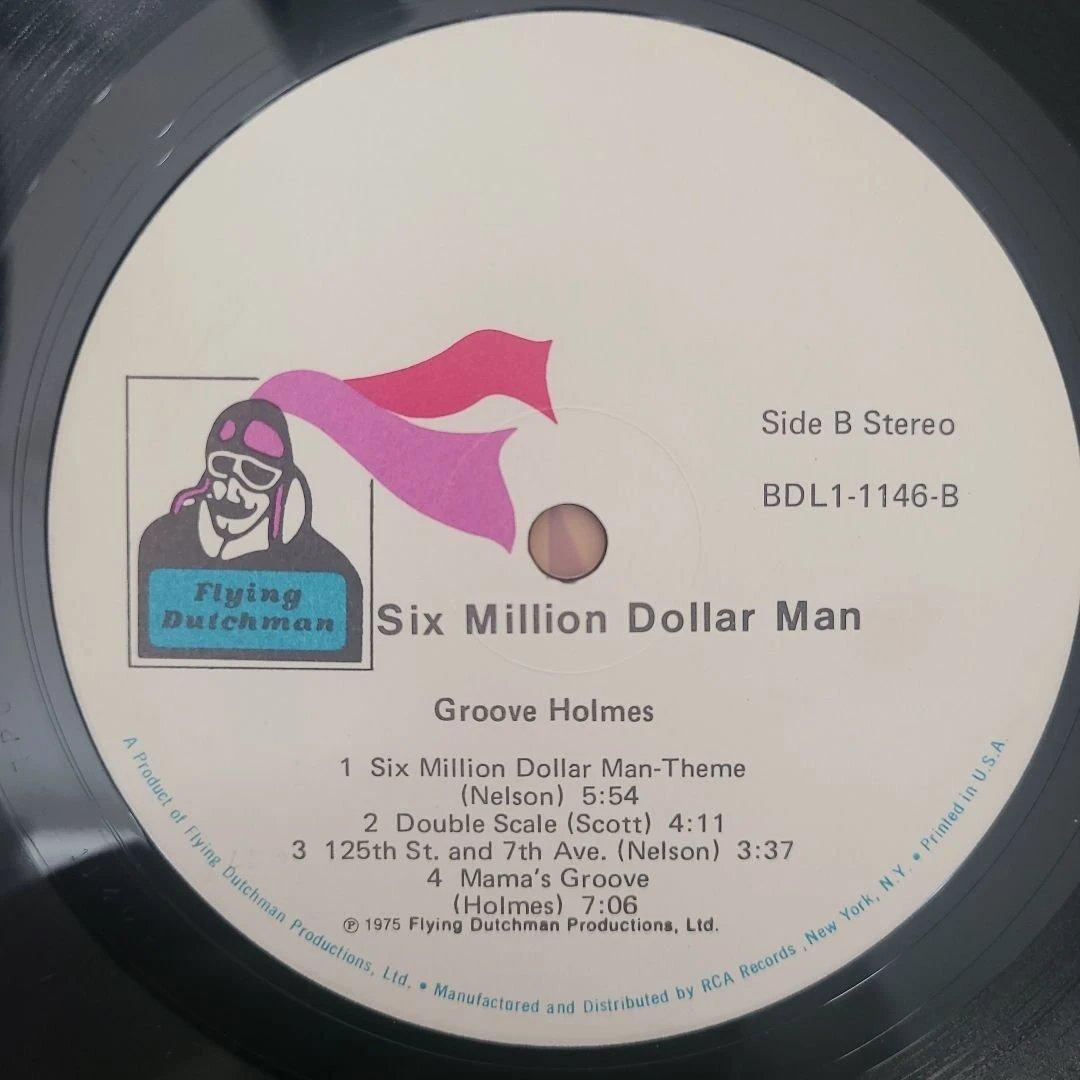 Side B Stereo
BDL1-1146-B
Flying
Dutchman
Six Million Dollar Man
Groove Holmes
1 Six Million Dollar Man-Theme
(Nelson) 5:54
2 Double Scale (Scott) 4:11
3 125th St. and 7th Ave. (Nelson) 3:37
4 Mama's Groove
(Holmes) 7:06
℗ 1975 Flying Dutchman Productions, Ltd.
A Product of Flying Dutchman Productions, Ltd. • Manufactored and Distributed by RCA Records , New York, N.Y. • Printed in U.S.A.